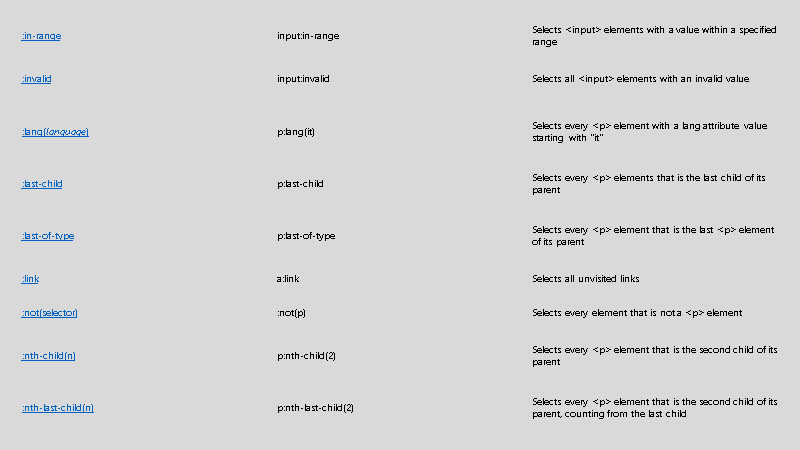 :in-range input:in-range Selects <input> elements with a value within a specified
range
:invalid input:invalid Selects all <input> elements with an invalid value
:lang(language) p:lang(it) Selects every <p> element with a lang attribute value
starting with "it"
:last-child p:last-child Selects every <p> elements that is the last child of its
parent
:last-of-type p:last-of-type Selects every <p> element that is the last <p> element
of its parent
:link a:link Selects all unvisited links
:not(selector) :not(p) Selects every element that is not a <p> element
:nth-child(n) p:nth-child(2) Selects every <p> element that is the second child of its
parent
:nth-last-child(n) p:nth-last-child(2) Selects every <p> element that is the second child of its
parent, counting from the last child